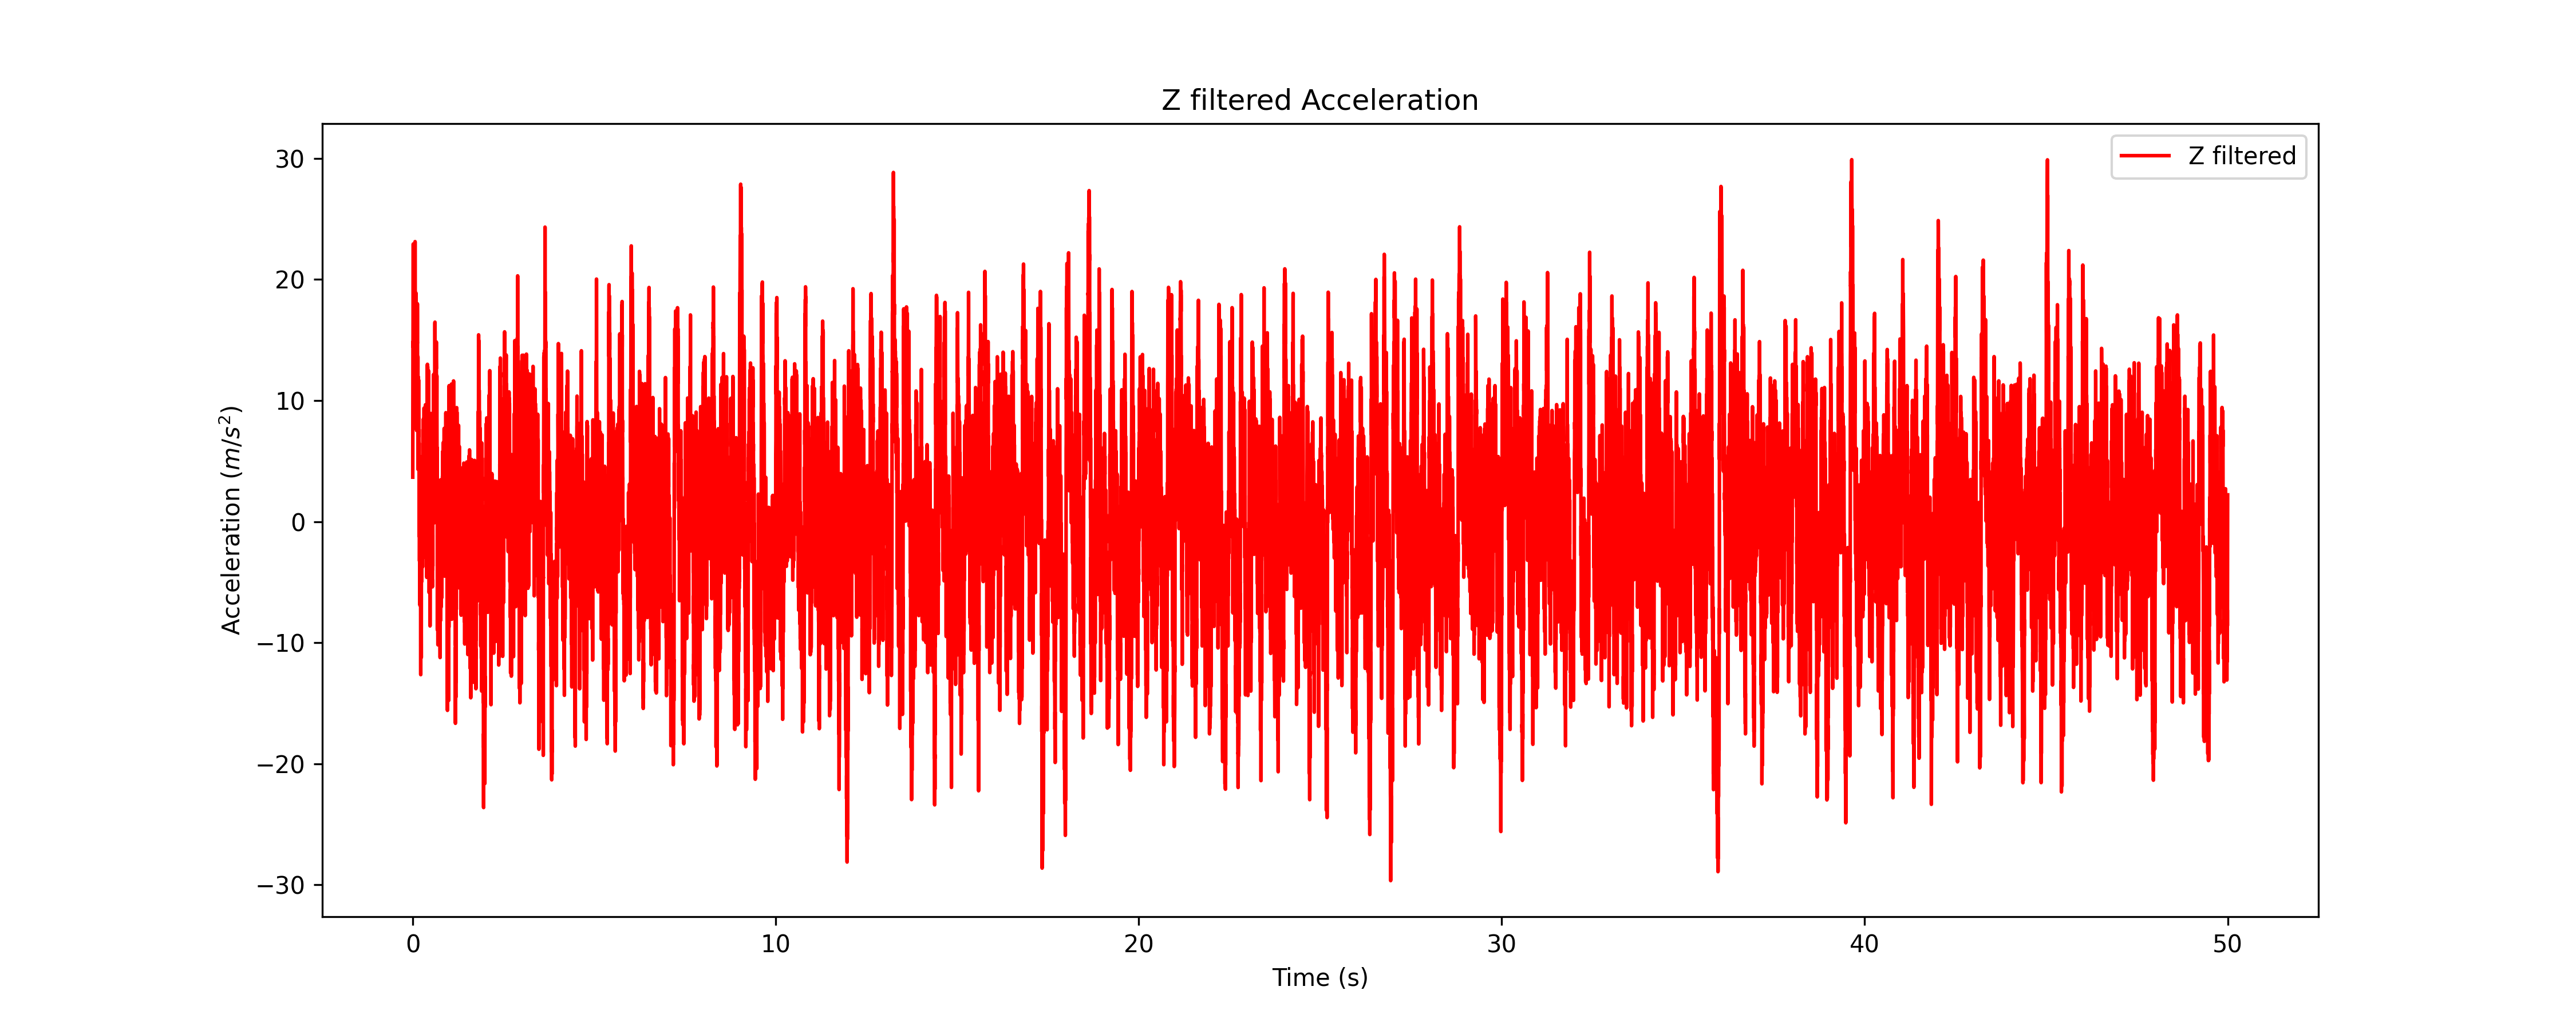 Z filtered Acceleration
Z filtered
30
20
10
0
−10
−20
−30
Acceleration (m/s²)
0 10 20 30 40 50
Time (s)